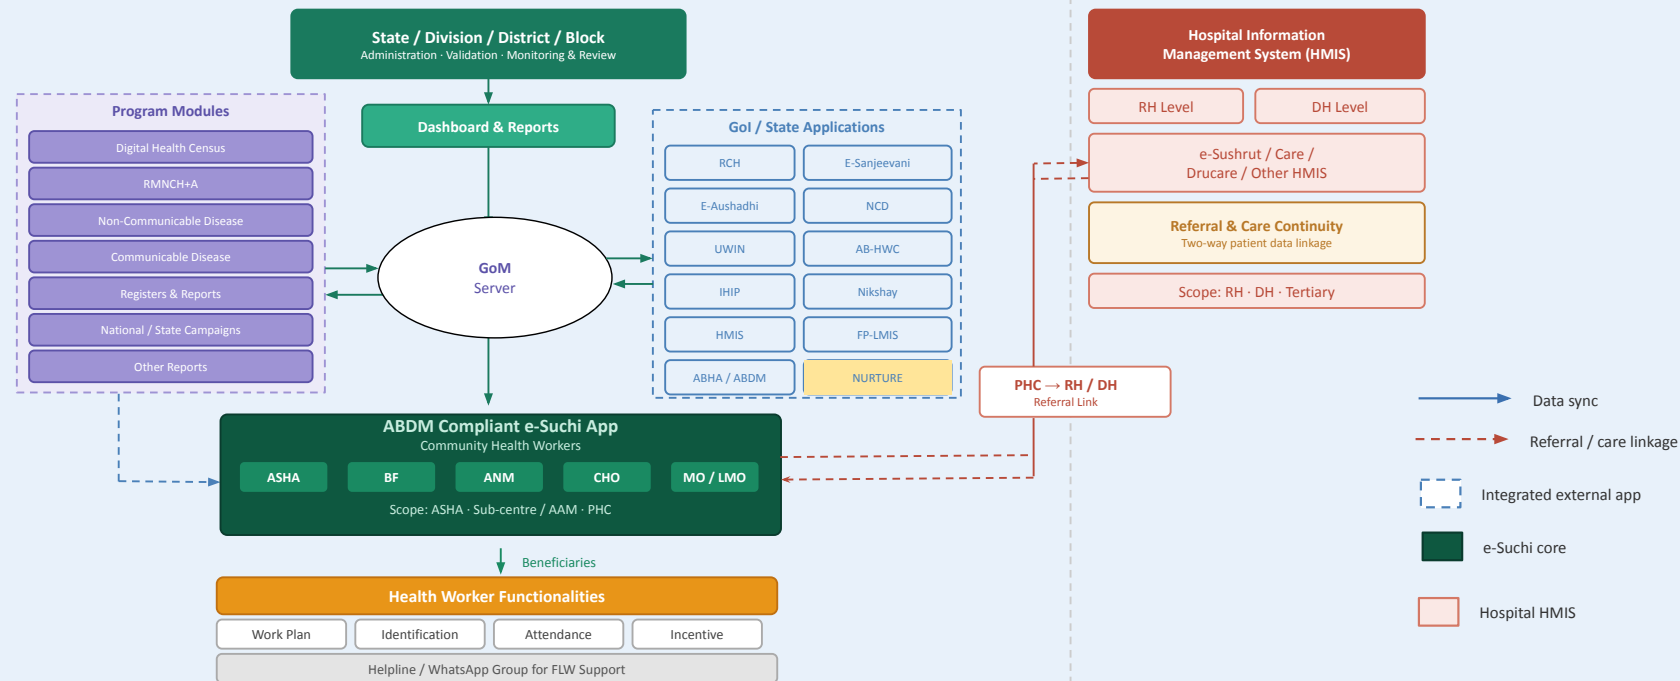 State / Division / District / Block
Administration · Validation · Monitoring & Review
Dashboard & Reports
Program Modules
Digital Health Census
RMNCH+A
Non-Communicable Disease
Communicable Disease
Registers & Reports
National / State Campaigns
Other Reports
GoM
Server
GoI / State Applications
RCH
E-Sanjeevani
E-Aushadhi
NCD
UWIN
AB-HWC
IHIP
Nikshay
HMIS
FP-LMIS
ABHA / ABDM
NURTURE
ABDM Compliant e-Suchi App
Community Health Workers
ASHA
BF
ANM
CHO
MO / LMO
Scope: ASHA · Sub-centre / AAM · PHC
Beneficiaries
Health Worker Functionalities
Work Plan
Identification
Attendance
Incentive
Helpline / WhatsApp Group for FLW Support
Hospital Information
Management System (HMIS)
RH Level
DH Level
e-Sushrut / Care /
Drucare / Other HMIS
Referral & Care Continuity
Two-way patient data linkage
Scope: RH · DH · Tertiary
PHC → RH / DH
Referral Link
Data sync
Referral / care linkage
Integrated external app
e-Suchi core
Hospital HMIS